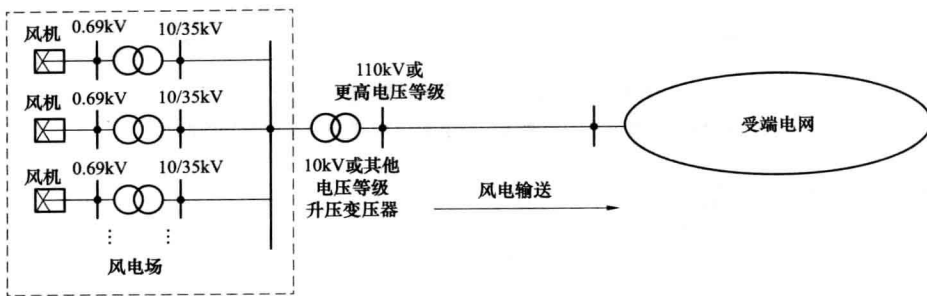 风机
0.69kV
10/35kV
风机
0.69kV
10/35kV
风机
0.69kV
10/35kV
⋮
⋮
风电场
110kV或
更高电压等级
10kV或其他
电压等级
升压变压器
风电输送
受端电网